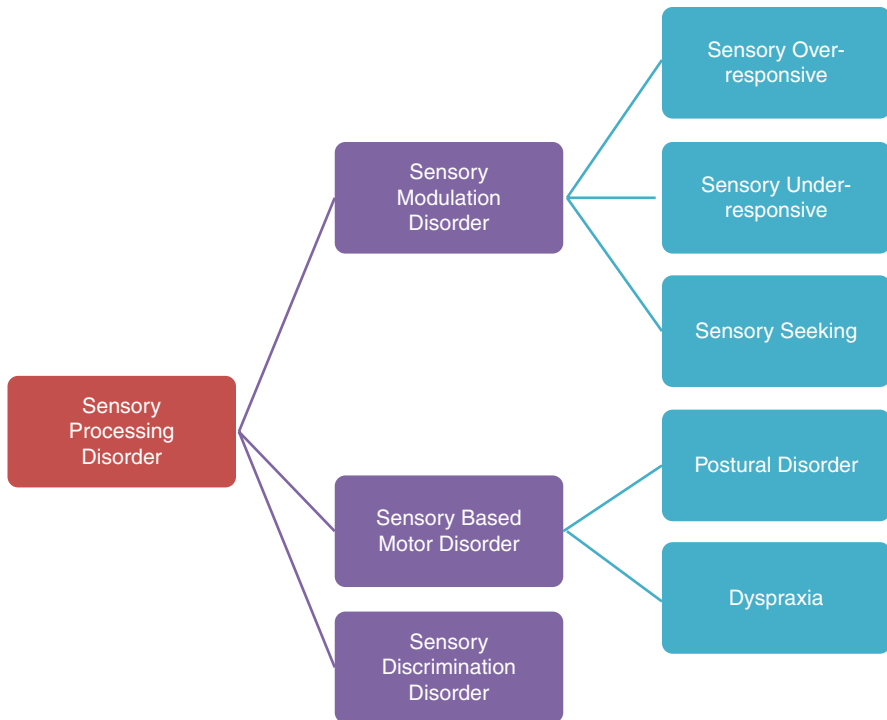 Sensory
Processing
Disorder
Sensory
Modulation
Disorder
Sensory Over-
responsive
Sensory Under-
responsive
Sensory Seeking
Sensory Based
Motor Disorder
Postural Disorder
Dyspraxia
Sensory
Discrimination
Disorder